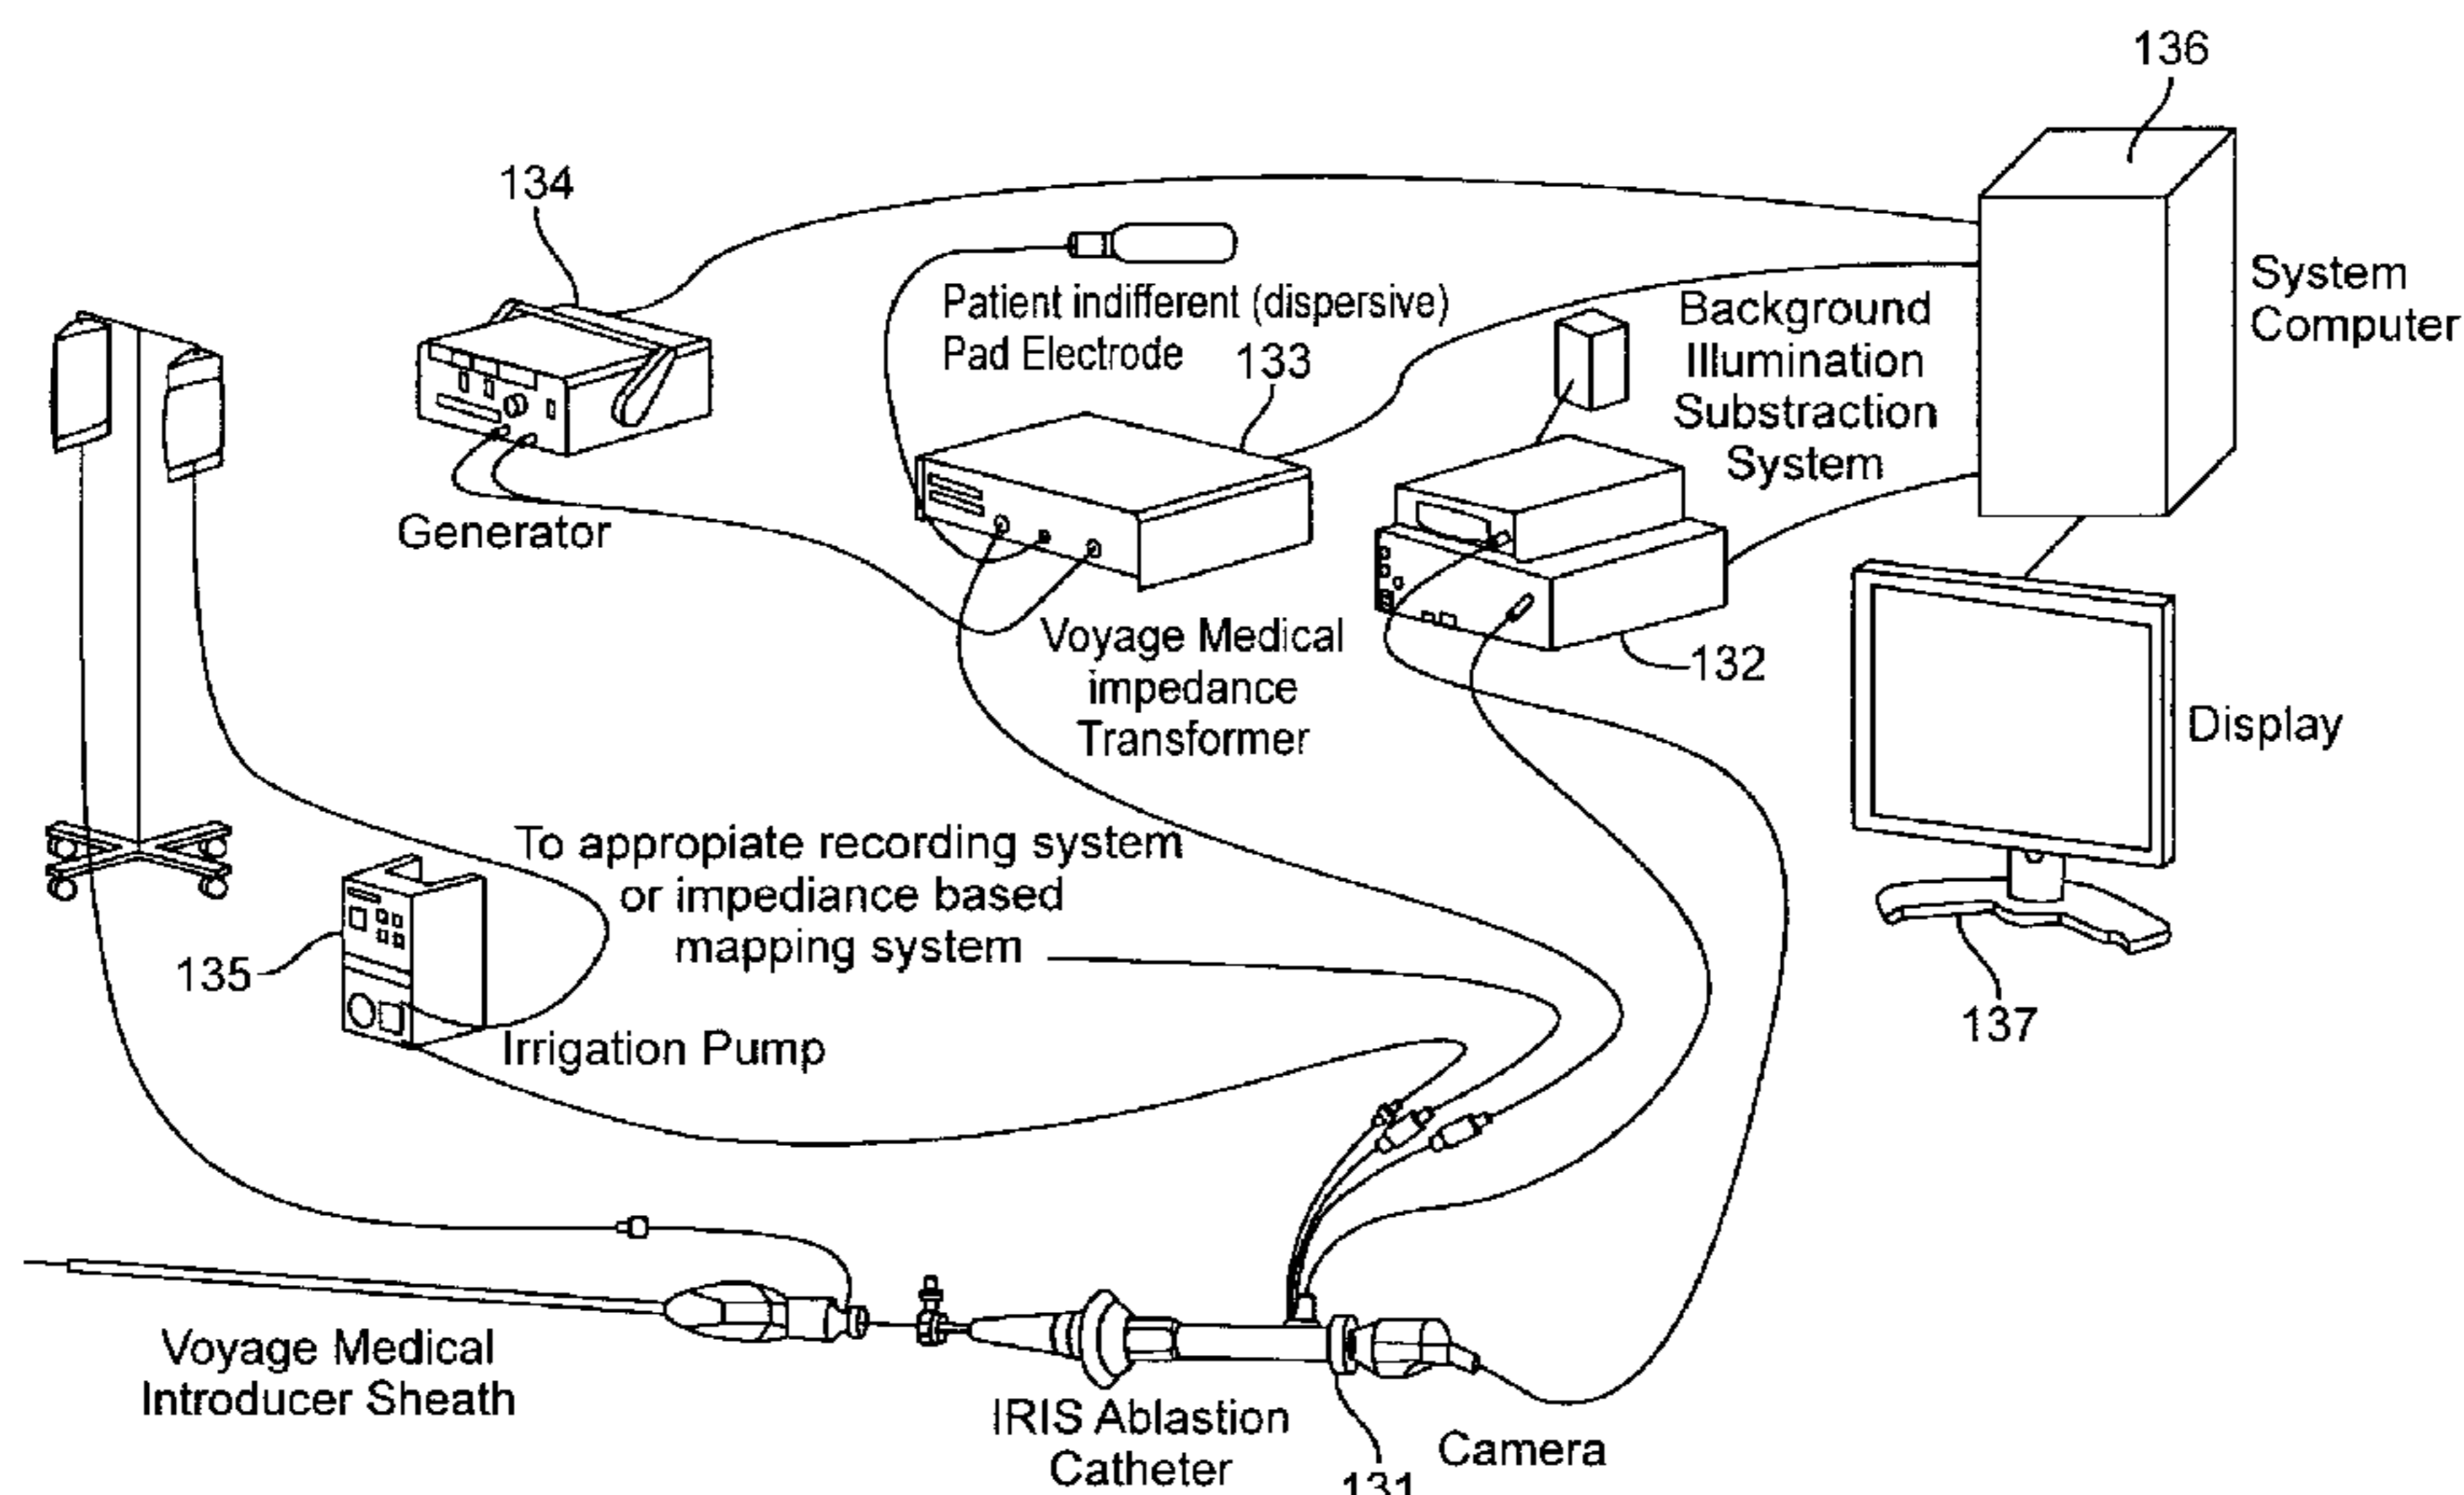 136
134
System
Computer
Patient indifferent (dispersive)
Pad Electrode
133
Background
Illumination
Substraction
System
Generator
Voyage Medical
impedance
Transformer
132
Display
To appropiate recording system
or impediance based
mapping system
135
Irrigation Pump
137
Voyage Medical
Introducer Sheath
IRIS Ablastion
Catheter
131
Camera